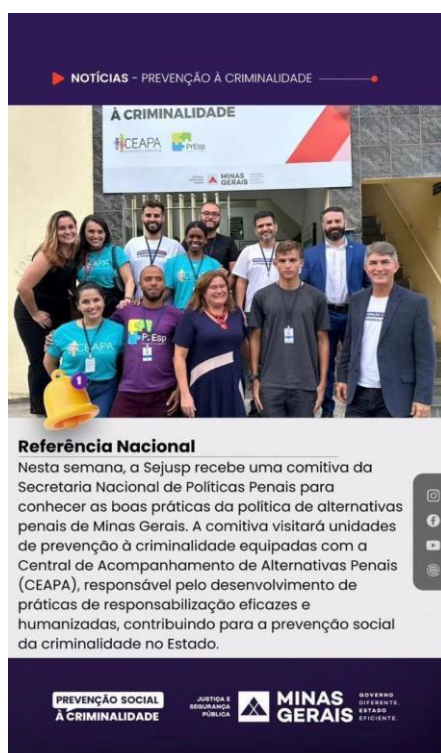 NOTÍCIAS - PREVENÇÃO À CRIMINALIDADE
À CRIMINALIDADE
CEAPA
PrEsp
MINAS
GERAIS
CEAPA
CEAPA
CEAPA
PrEsp
1
Referência Nacional
Nesta semana, a Sejusp recebe uma comitiva da
Secretaria Nacional de Políticas Penais para
conhecer as boas práticas da política de alternativas
penais de Minas Gerais. A comitiva visitará unidades
de prevenção à criminalidade equipadas com a
Central de Acompanhamento de Alternativas Penais
(CEAPA), responsável pelo desenvolvimento de
práticas de responsabilização eficazes e
humanizadas, contribuindo para a prevenção social
da criminalidade no Estado.
PREVENÇÃO SOCIAL
À CRIMINALIDADE
JUSTIÇA E
SEGURANÇA
PÚBLICA
MINAS
GERAIS
GOVERNO
DIFERENTE.
ESTADO
EFICIENTE.